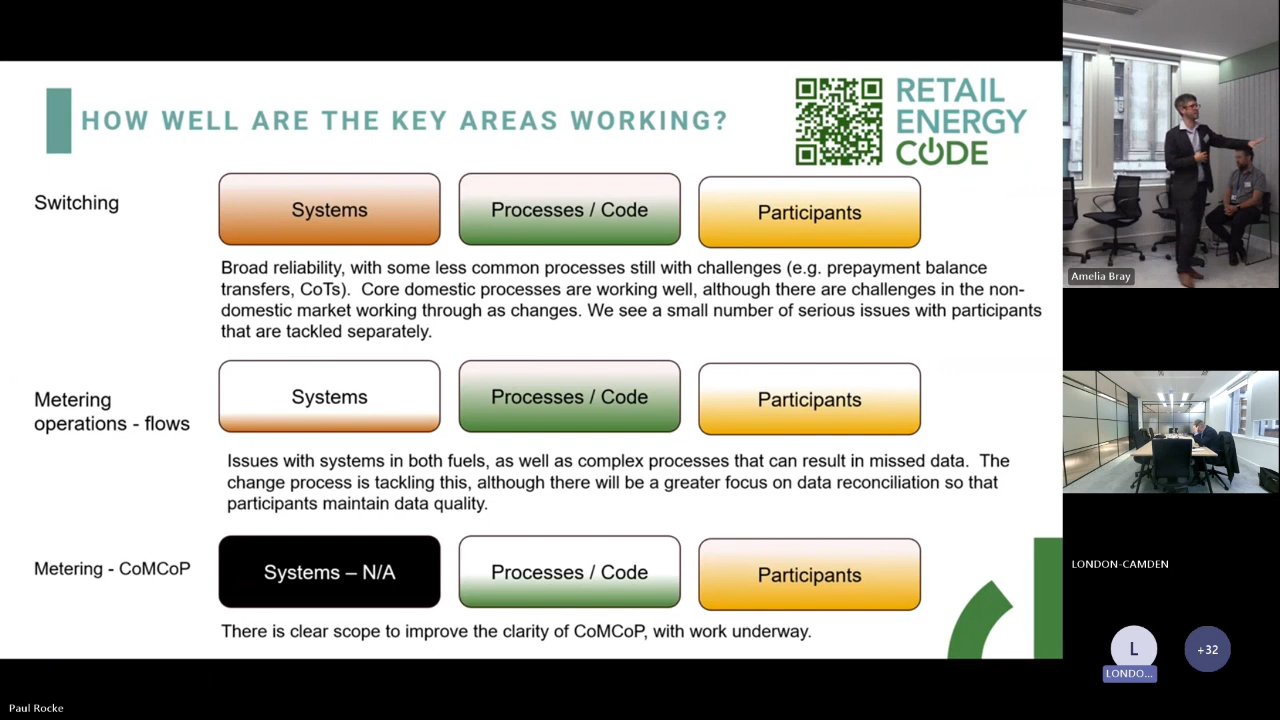 HOW WELL ARE THE KEY AREAS WORKING?
RETAIL
ENERGY
CODE
Switching
Systems
Processes / Code
Participants
Broad reliability, with some less common processes still with challenges (e.g. prepayment balance
transfers, CoTs).  Core domestic processes are working well, although there are challenges in the non-
domestic market working through as changes. We see a small number of serious issues with participants
that are tackled separately.
Metering
operations - flows
Systems
Processes / Code
Participants
Issues with systems in both fuels, as well as complex processes that can result in missed data.  The
change process is tackling this, although there will be a greater focus on data reconciliation so that
participants maintain data quality.
Metering - CoMCoP
Systems – N/A
Processes / Code
Participants
There is clear scope to improve the clarity of CoMCoP, with work underway.
Amelia Bray
LONDON-CAMDEN
L
LONDO...
+32
Paul Rocke